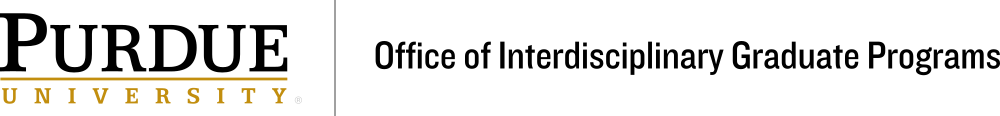 PURDUE
UNIVERSITY®
Office of Interdisciplinary Graduate Programs